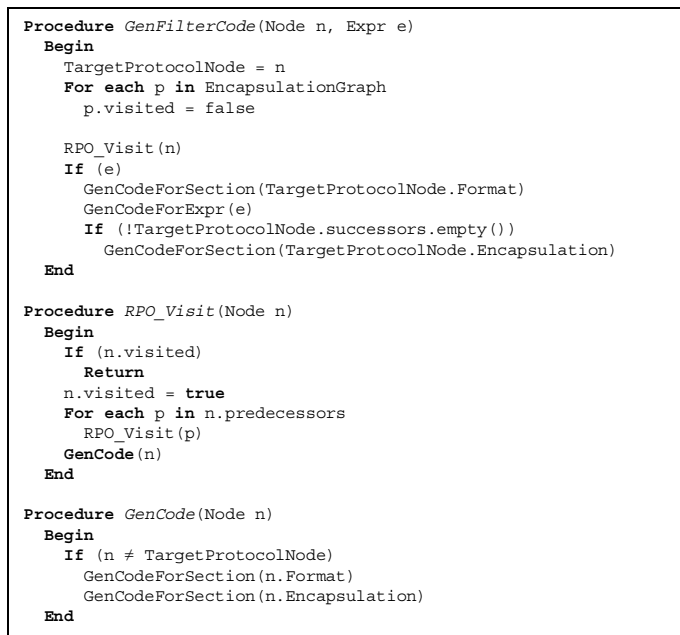 Procedure GenFilterCode(Node n, Expr e)
Begin
TargetProtocolNode = n
For each p in EncapsulationGraph
p.visited = false
RPO_Visit(n)
If (e)
GenCodeForSection(TargetProtocolNode.Format)
GenCodeForExpr(e)
If (!TargetProtocolNode.successors.empty())
GenCodeForSection(TargetProtocolNode.Encapsulation)
End
Procedure RPO_Visit(Node n)
Begin
If (n.visited)
Return
n.visited = true
For each p in n.predecessors
RPO_Visit(p)
GenCode(n)
End
Procedure GenCode(Node n)
Begin
If (n ≠ TargetProtocolNode)
GenCodeForSection(n.Format)
GenCodeForSection(n.Encapsulation)
End